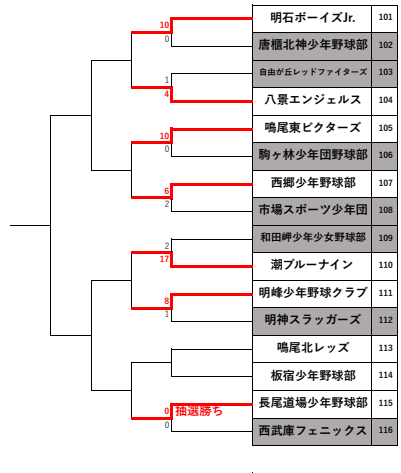 10 明石ボーイズJr. 101
0 唐櫃北神少年野球部 102
1 自由が丘レッドファイターズ 103
4 八景エンジェルス 104
10 鳴尾東ビクターズ 105
0 駒ヶ林少年団野球部 106
6 西郷少年野球部 107
2 市場スポーツ少年団 108
2 和田岬少年少女野球部 109
17 潮ブルーナイン 110
8 明峰少年野球クラブ 111
1 明神スラッガーズ 112
鳴尾北レッズ 113
板宿少年野球部 114
0 抽選勝ち 長尾道場少年野球部 115
0 西武庫フェニックス 116